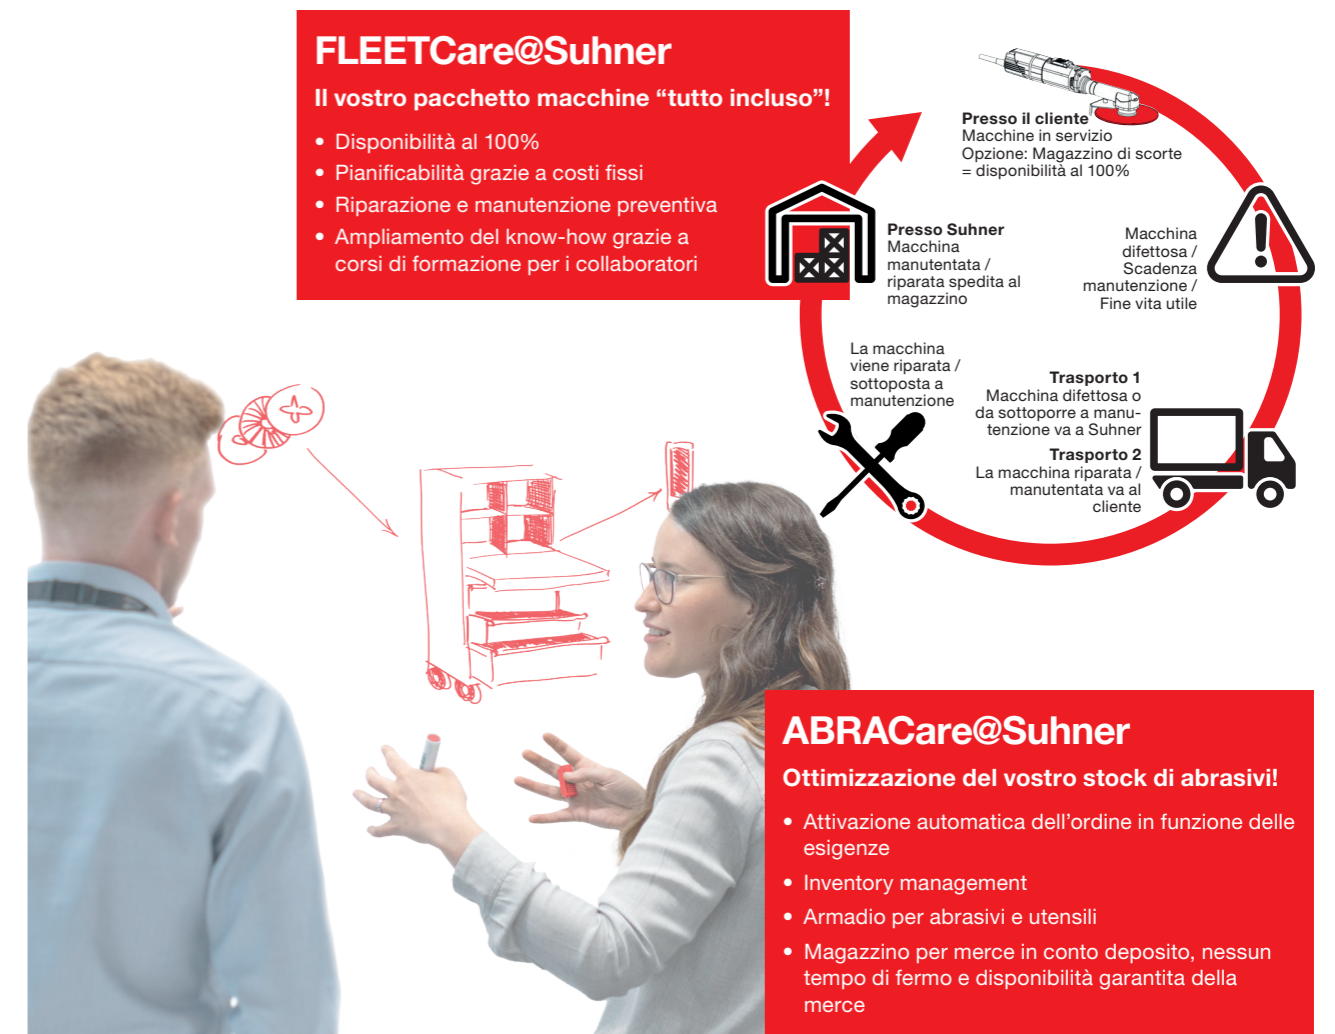 FLEETCare@Suhner
Il vostro pacchetto macchine “tutto incluso”!
• Disponibilità al 100%
• Pianificabilità grazie a costi fissi
• Riparazione e manutenzione preventiva
• Ampliamento del know-how grazie a
corsi di formazione per i collaboratori
Presso il cliente
Macchine in servizio
Opzione: Magazzino di scorte
= disponibilità al 100%
Macchina
difettosa /
Scadenza
manutenzione /
Fine vita utile
Trasporto 1
Macchina difettosa o
da sottoporre a manu-
tenzione va a Suhner
Trasporto 2
La macchina riparata /
manutentata va al
cliente
La macchina
viene riparata /
sottoposta a
manutenzione
Presso Suhner
Macchina
manutentata /
riparata spedita al
magazzino
ABRACare@Suhner
Ottimizzazione del vostro stock di abrasivi!
• Attivazione automatica dell’ordine in funzione delle
esigenze
• Inventory management
• Armadio per abrasivi e utensili
• Magazzino per merce in conto deposito, nessun
tempo di fermo e disponibilità garantita della
merce